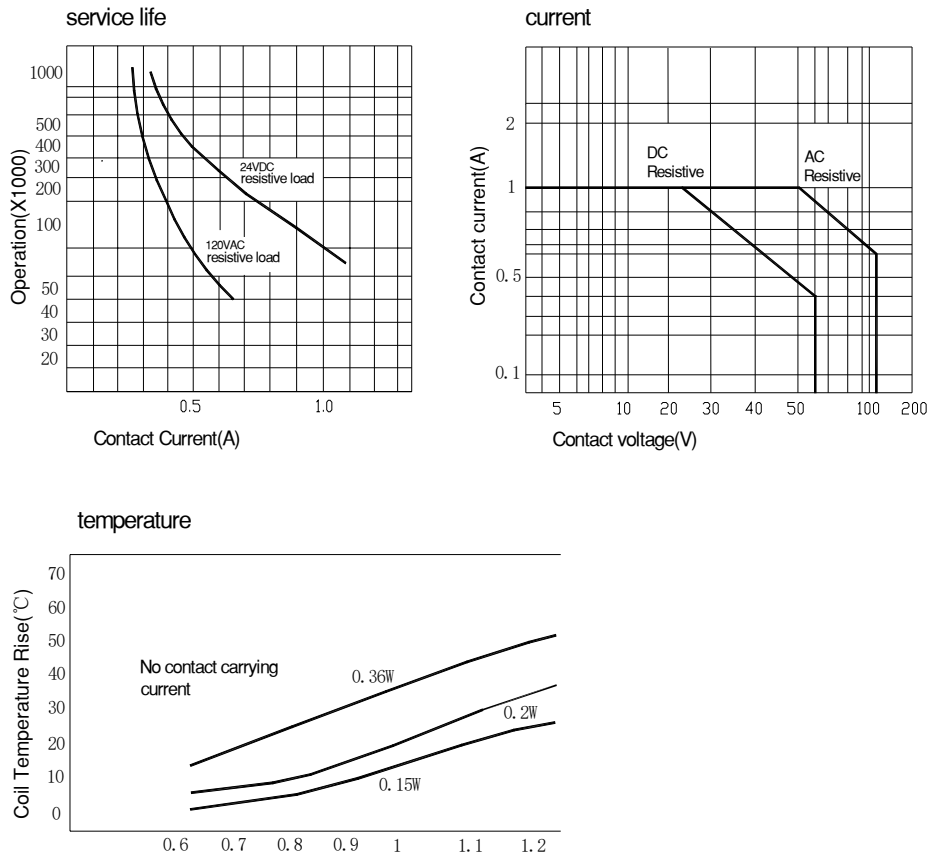 service life
Operation(X1000)
1000
500
400
300
200
100
50
40
30
20
24VDC
resistive load
120VAC
resistive load
0.5 1.0
Contact Current(A)
current
Contact current(A)
2
1
0.5
0.1
DC
Resistive
AC
Resistive
5 10 20 30 40 50 100 200
Contact voltage(V)
temperature
Coil Temperature Rise(℃)
70
60
50
40
30
20
10
0
No contact carrying
current
0.36W
0.2W
0.15W
0.6 0.7 0.8 0.9 1 1.1 1.2